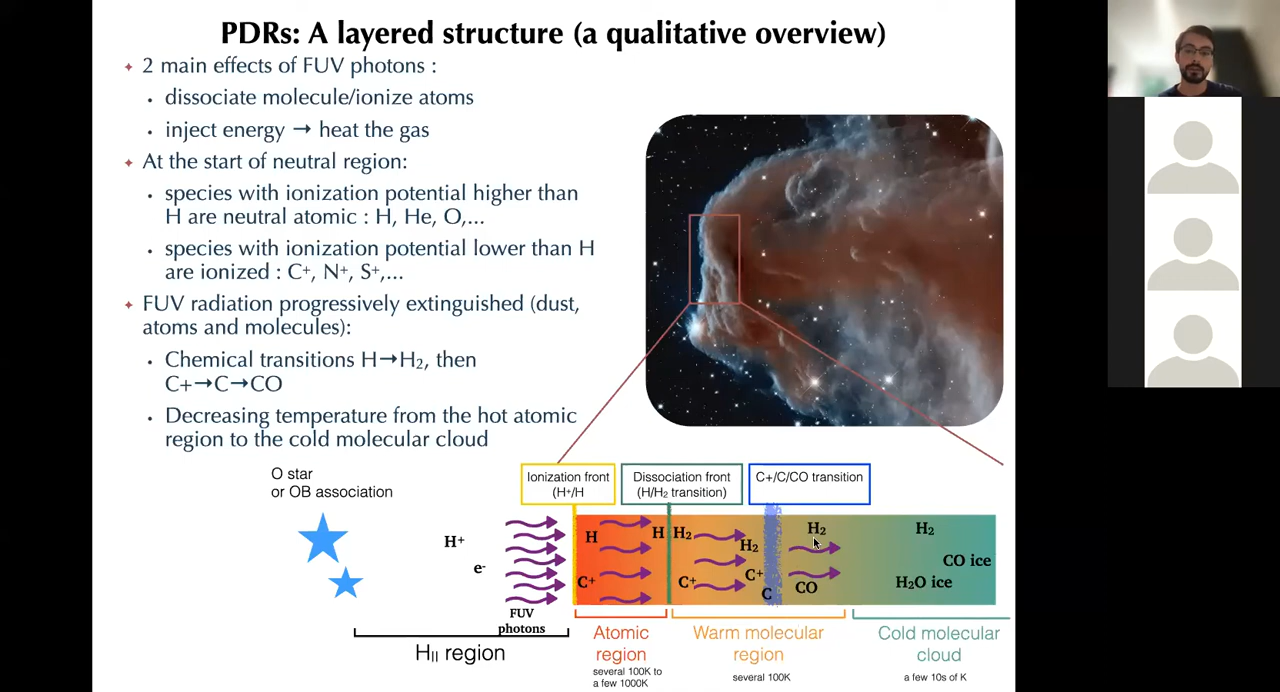 PDRs: A layered structure (a qualitative overview)
2 main effects of FUV photons :
dissociate molecule/ionize atoms
inject energy → heat the gas
At the start of neutral region:
species with ionization potential higher than
H are neutral atomic : H, He, O,...
species with ionization potential lower than H
are ionized : C⁺, N⁺, S⁺,...
FUV radiation progressively extinguished (dust,
atoms and molecules):
Chemical transitions H→H₂, then
C+→C→CO
Decreasing temperature from the hot atomic
region to the cold molecular cloud
O star
or OB association
Ionization front
(H⁺/H
Dissociation front
(H/H₂ transition)
C+/C/CO transition
H⁺
e⁻
FUV
photons
H
C⁺
H
H₂
C⁺
H₂
C⁺
C
H₂
CO
H₂
CO ice
H₂O ice
HII region
Atomic
region
several 100K to
a few 1000K
Warm molecular
region
several 100K
Cold molecular
cloud
a few 10s of K